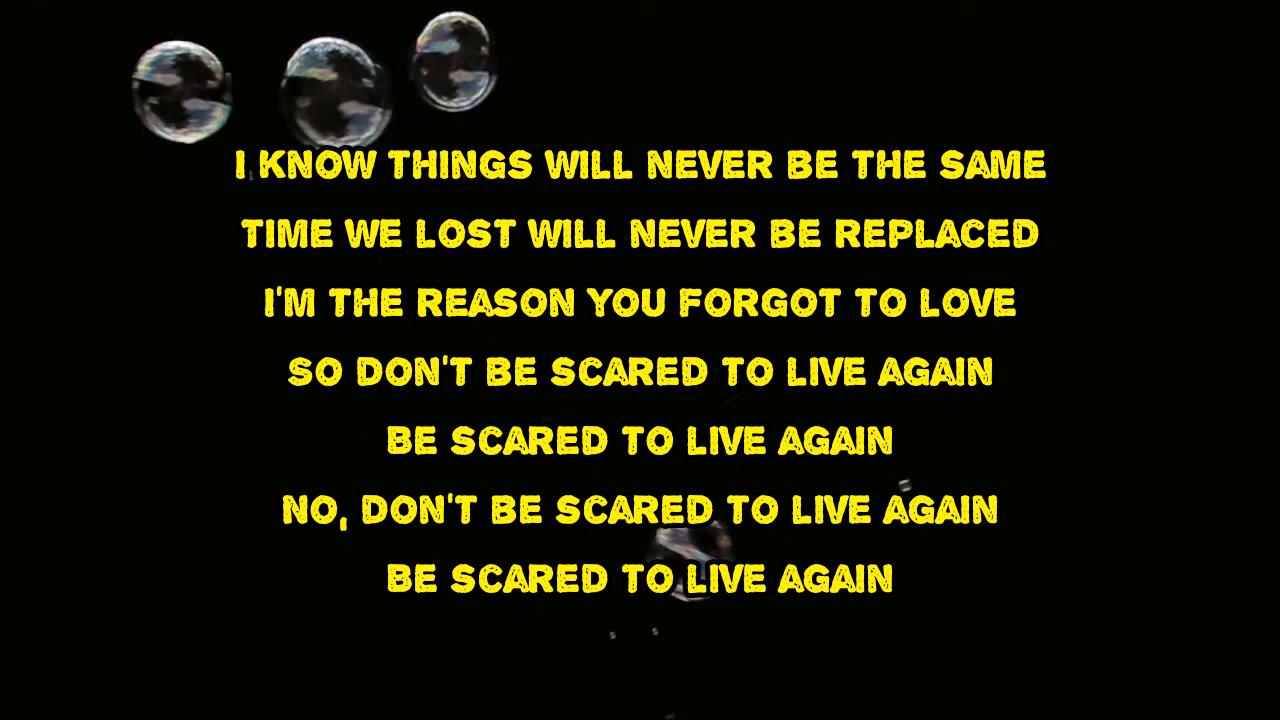 I KNOW THINGS WILL NEVER BE THE SAME
TIME WE LOST WILL NEVER BE REPLACED
I'M THE REASON YOU FORGOT TO LOVE
SO DON'T BE SCARED TO LIVE AGAIN
BE SCARED TO LIVE AGAIN
NO, DON'T BE SCARED TO LIVE AGAIN
BE SCARED TO LIVE AGAIN